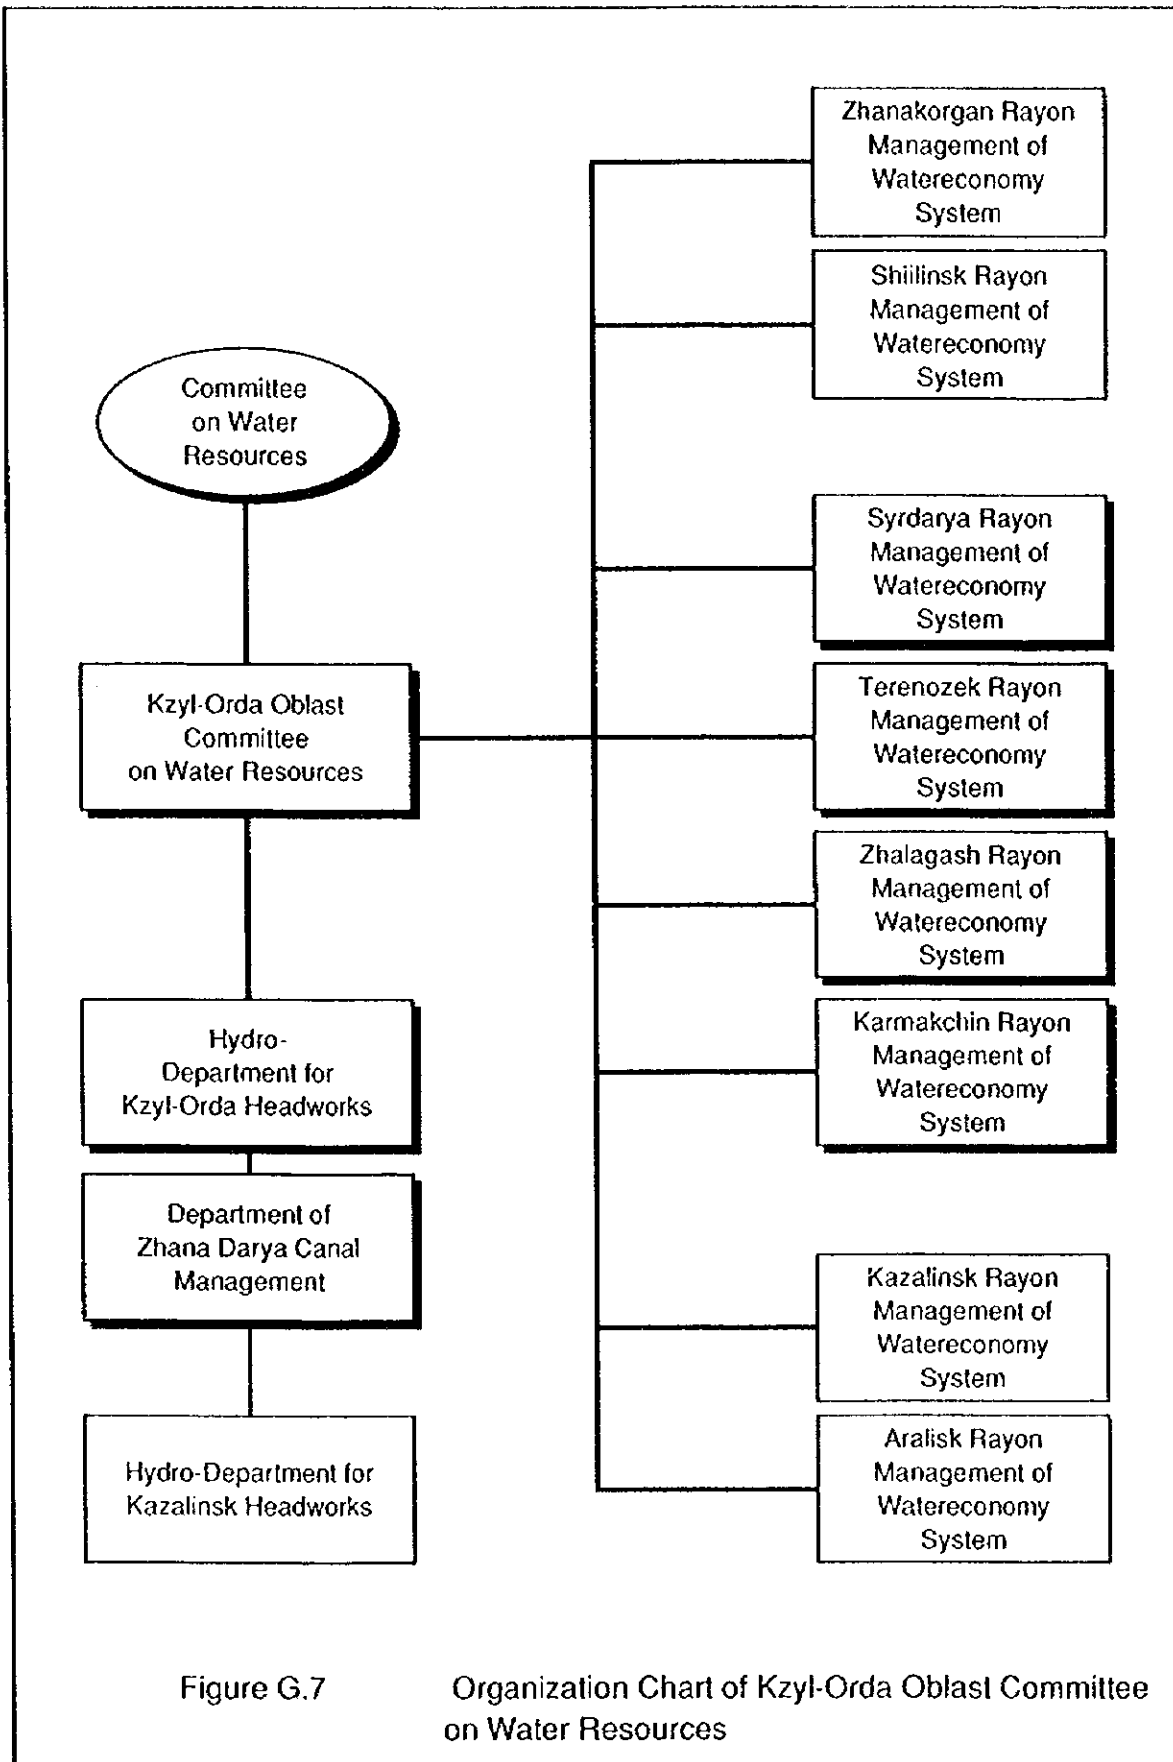 Committee
on Water
Resources
Kzyl-Orda Oblast
Committee
on Water Resources
Hydro-
Department for
Kzyl-Orda Headworks
Department of
Zhana Darya Canal
Management
Hydro-Department for
Kazalinsk Headworks
Zhanakorgan Rayon
Management of
Watereconomy
System
Shiilinsk Rayon
Management of
Watereconomy
System
Syrdarya Rayon
Management of
Watereconomy
System
Terenozek Rayon
Management of
Watereconomy
System
Zhalagash Rayon
Management of
Watereconomy
System
Karmakchin Rayon
Management of
Watereconomy
System
Kazalinsk Rayon
Management of
Watereconomy
System
Aralisk Rayon
Management of
Watereconomy
System
Figure G.7 Organization Chart of Kzyl-Orda Oblast Committee
on Water Resources